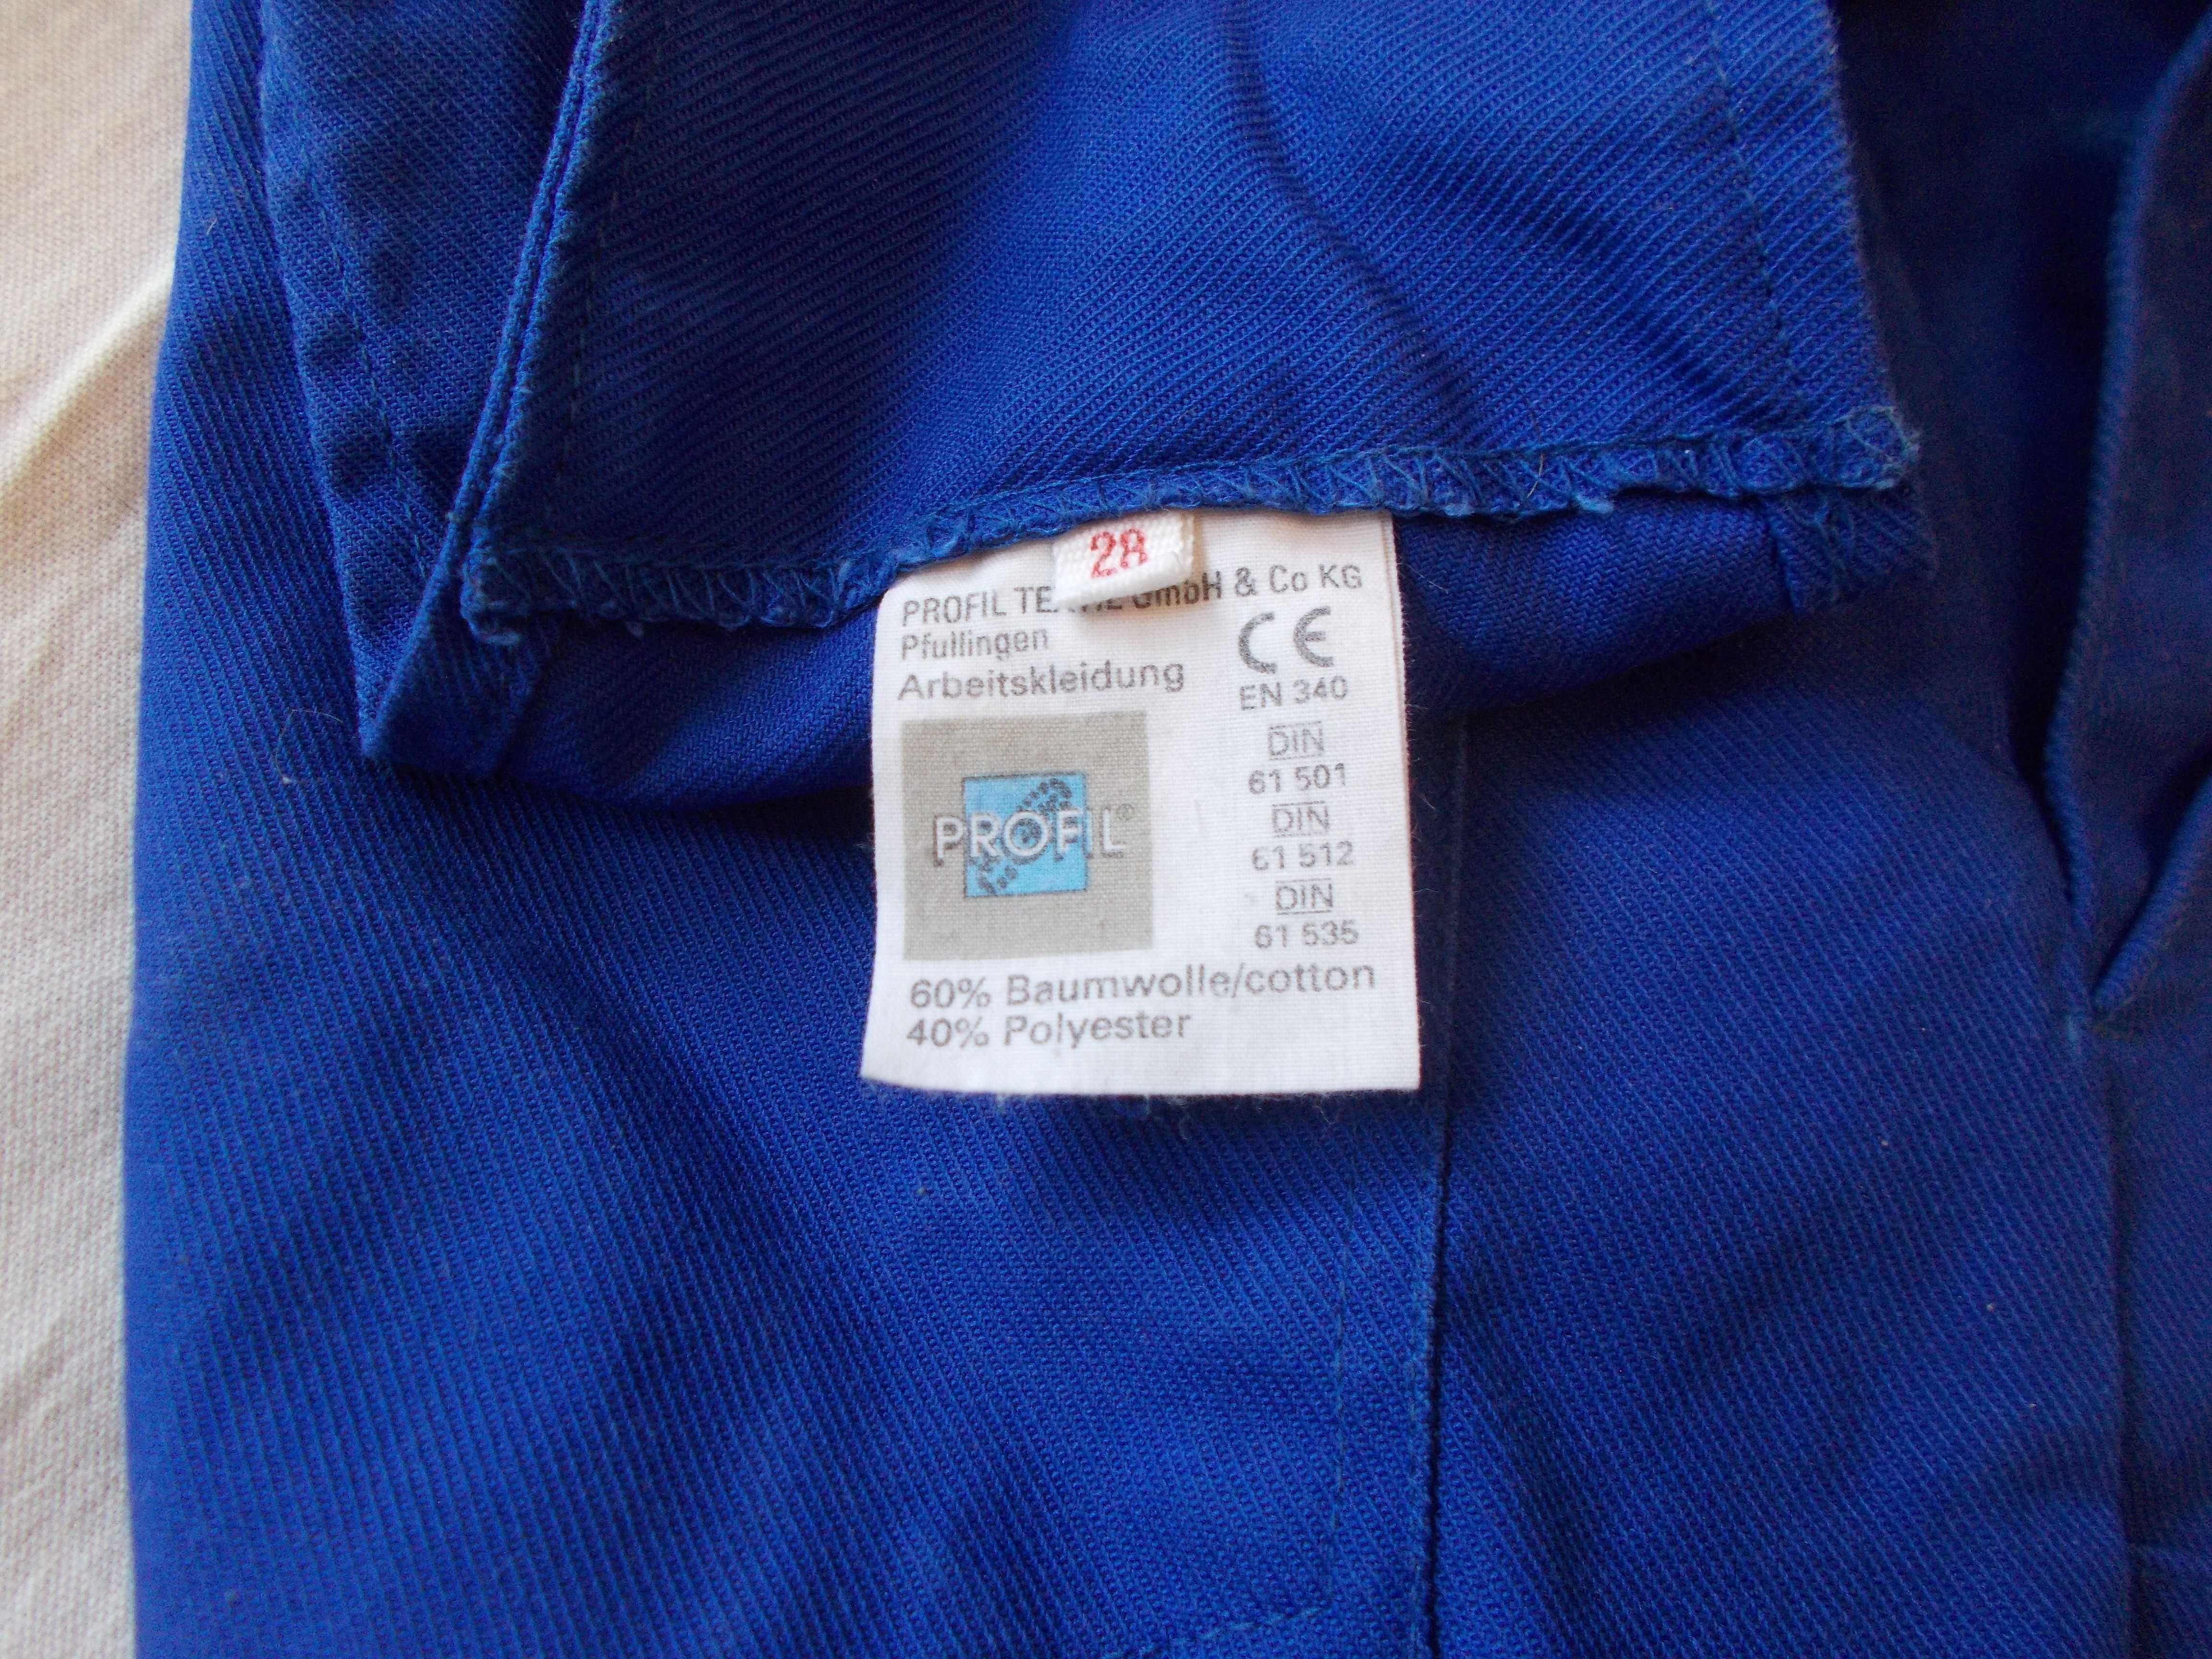 28
PROFIL GmbH & Co KG
Pfullingen
Arbeitskleidung
CE
EN 340
DIN
61 501
DIN
61 512
DIN
61 535
PROFIL®
60% Baumwolle/cotton
40% Polyester